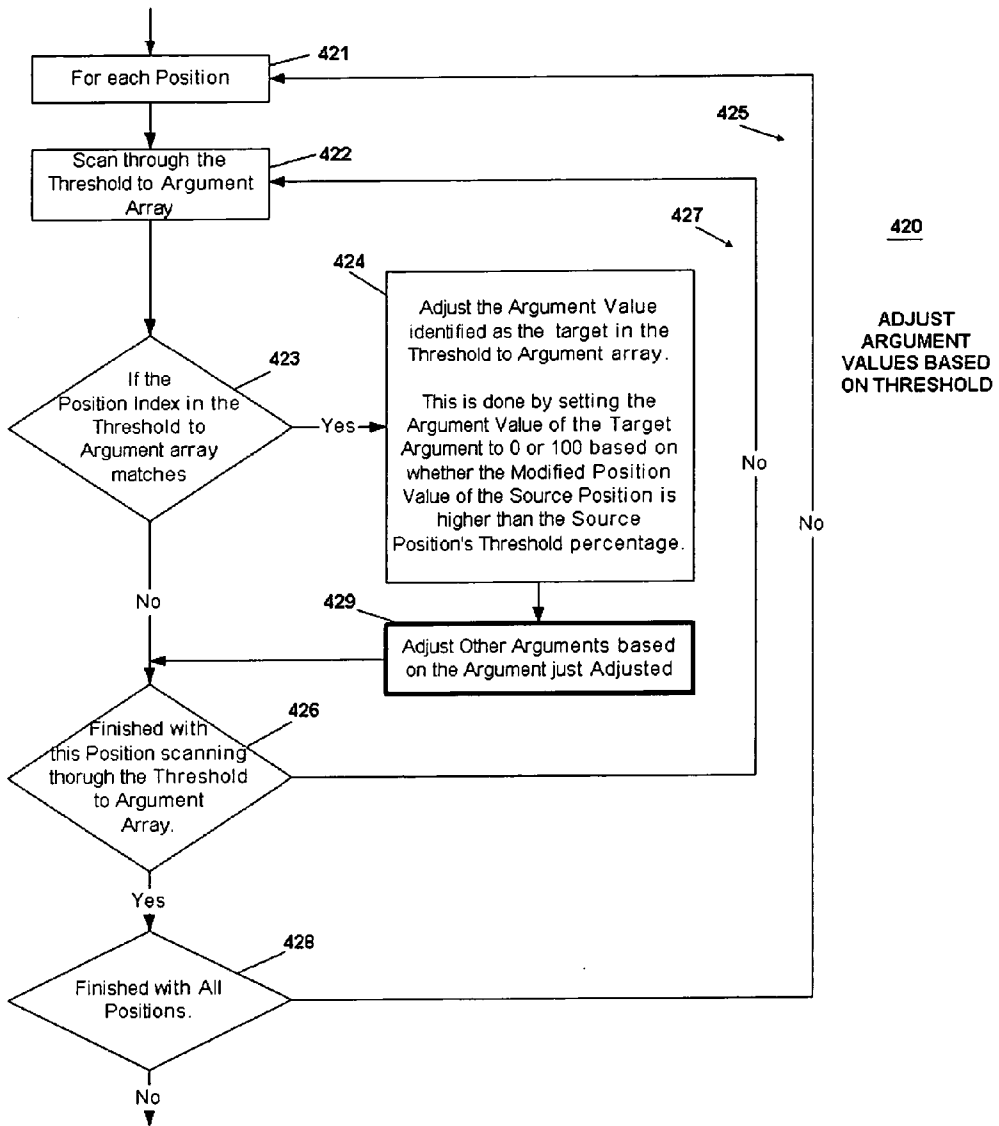 421
For each Position
425
422
Scan through the
Threshold to Argument
Array
427
420
424
Adjust the Argument Value
identified as the target in the
Threshold to Argument array.
This is done by setting the
Argument Value of the Target
Argument to 0 or 100 based on
whether the Modified Position
Value of the Source Position is
higher than the Source
Position's Threshold percentage.
ADJUST
ARGUMENT
VALUES BASED
ON THRESHOLD
423
If the
Position Index in the
Threshold to
Argument array
matches
Yes
No
No
No
429
Adjust Other Arguments based
on the Argument just Adjusted
426
Finished with
this Position scanning
thorugh the Threshold
to Argument
Array.
Yes
428
Finished with All
Positions.
No